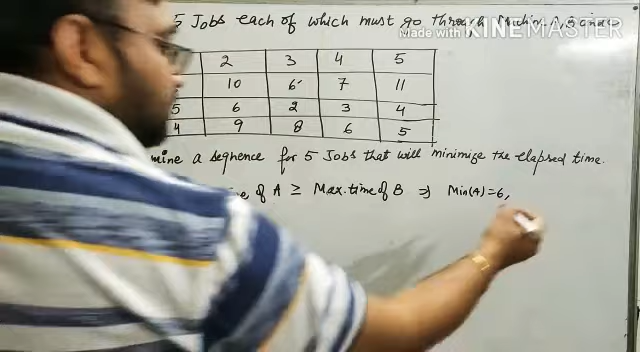 5 Jobs each of which must go through Machine A, B and C
Made with KINEMASTER
2 3 4 5
10 6 7 11
5 6 2 3 4
4 9 8 6 5
mine a seqhence for 5 Jobs that will minimize the elapsed time.
of A ≥ Max. time of B ⇒ Min(A) = 6,